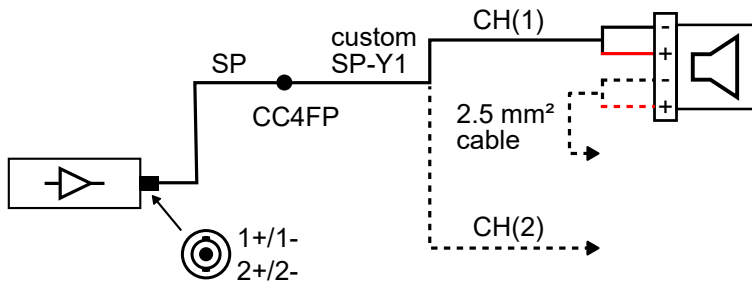 CH(1)
custom
SP
SP-Y1
CC4FP
2.5 mm²
cable
-
+
-
+
1+/1-
2+/2-
CH(2)